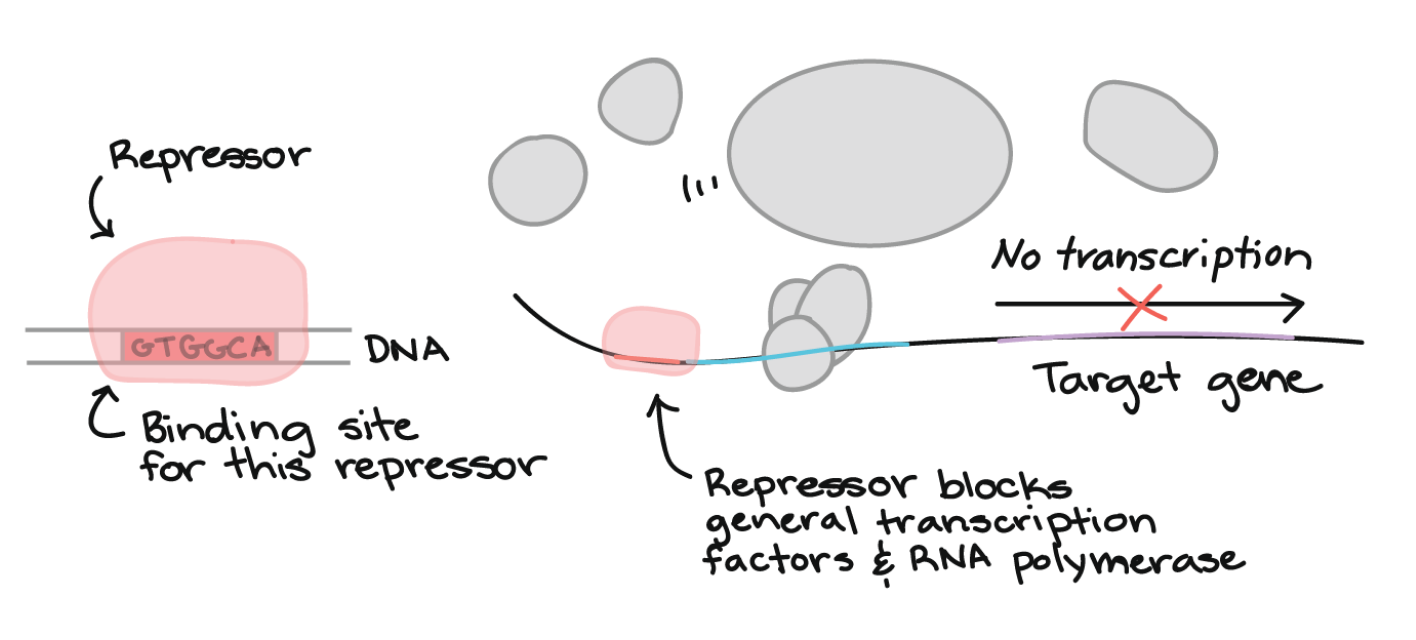 Repressor
GTGGCA
DNA
Binding site
for this repressor
No transcription
Target gene
Repressor blocks
general transcription
factors & RNA polymerase